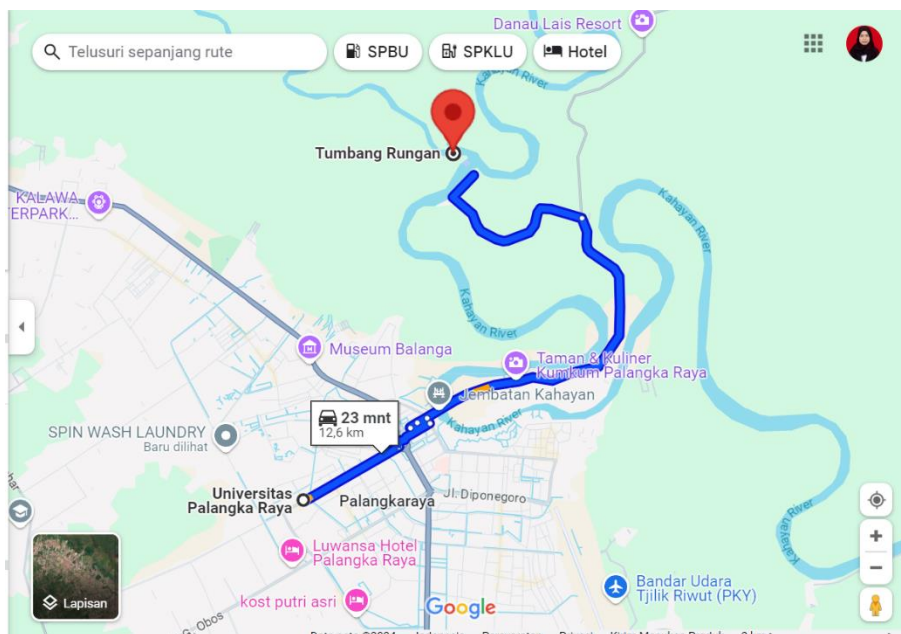 Danau Lais Resort
Telusuri sepanjang rute
SPBU
SPKLU
Hotel
Kahayan River
Tumbang Rungan
KALAWA
TERPARK...
Kahayan River
Kahayan River
Museum Balanga
Taman & Kuliner
Kumkum Palangka Raya
Jembatan Kahayan
Kahayan River
23 mnt
12,6 km
SPIN WASH LAUNDRY
Baru dilihat
Universitas
Palangka Raya
Palangkaraya
Jl. Diponegoro
Kahayan River
Luwansa Hotel
Palangka Raya
Bandar Udara
Tjilik Riwut (PKY)
Lapisan
kost putri asri
G. Obos
Google